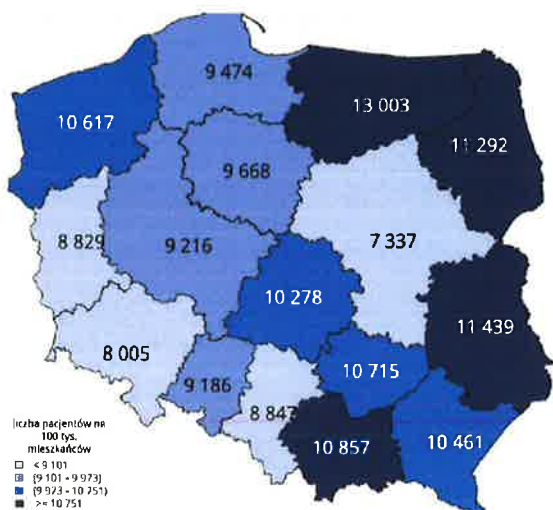 9 474
13 003
10 617
11 292
9 668
8 829
9 216
7 337
10 278
11 439
8 005
10 715
9 186
8 847
10 857
10 461
liczba pacjentów na
100 tys.
mieszkańców
< 9 101
(9 101 - 9 973)
(9 973 - 10 751)
>= 10 751